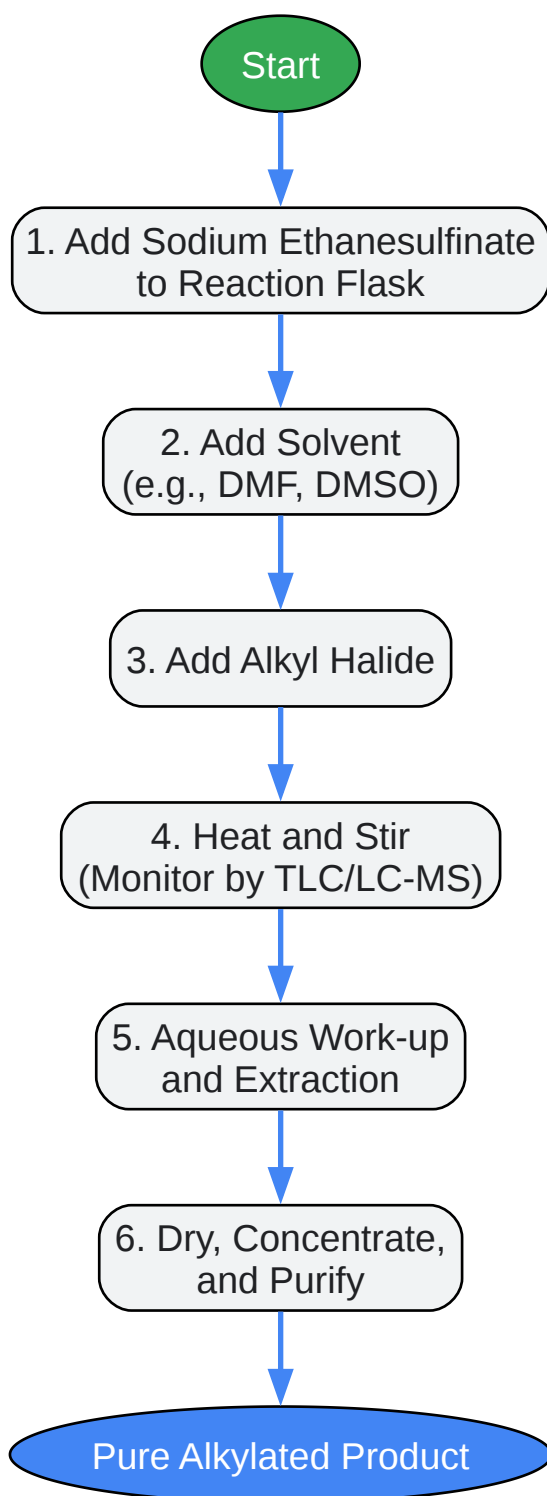 Start
1. Add Sodium Ethanesulfinate
to Reaction Flask
2. Add Solvent
(e.g., DMF, DMSO)
3. Add Alkyl Halide
4. Heat and Stir
(Monitor by TLC/LC-MS)
5. Aqueous Work-up
and Extraction
6. Dry, Concentrate,
and Purify
Pure Alkylated Product